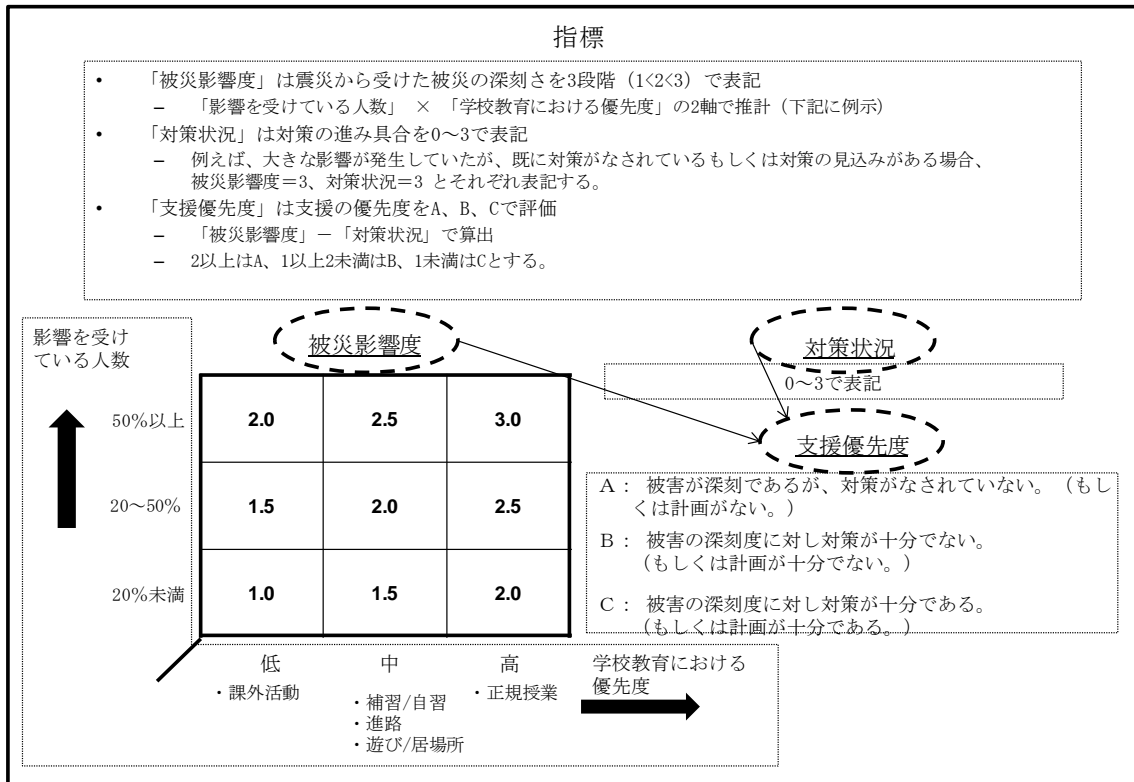 指標
• 「被災影響度」は震災から受けた被災の深刻さを3段階（1<2<3）で表記
– 「影響を受けている人数」 × 「学校教育における優先度」の2軸で推計（下記に例示）
• 「対策状況」は対策の進み具合を0～3で表記
– 例えば、大きな影響が発生していたが、既に対策がなされているもしくは対策の見込みがある場合、
被災影響度＝3、対策状況＝3 とそれぞれ表記する。
• 「支援優先度」は支援の優先度をA、B、Cで評価
– 「被災影響度」－「対策状況」で算出
– 2以上はA、1以上2未満はB、1未満はCとする。
影響を受け
ている人数
被災影響度
対策状況
0～3で表記
支援優先度
50%以上 2.0 2.5 3.0
20～50% 1.5 2.0 2.5
20%未満 1.0 1.5 2.0
A： 被害が深刻であるが、対策がなされていない。（もし
くは計画がない。）
B： 被害の深刻度に対し対策が十分でない。
（もしくは計画が十分でない。）
C： 被害の深刻度に対し対策が十分である。
（もしくは計画が十分である。）
低 中 高
・課外活動
・補習/自習
・進路
・遊び/居場所
・正規授業
学校教育における
優先度